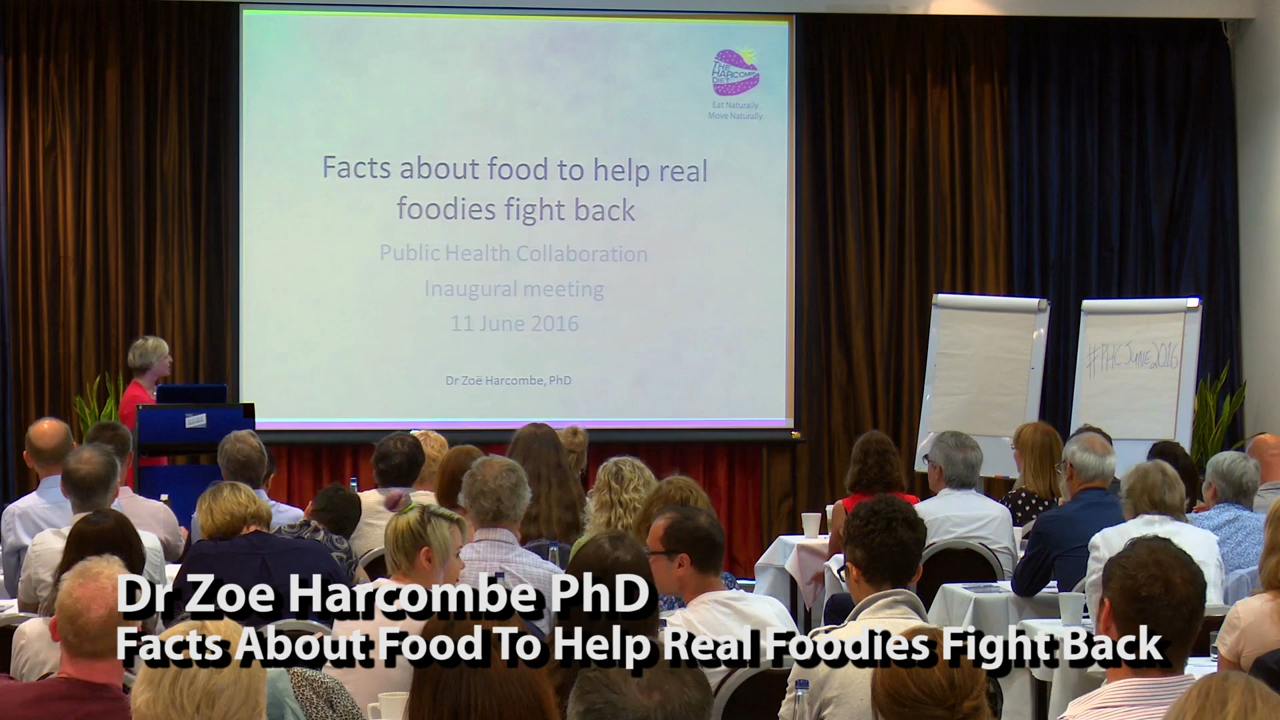 THE
HARCOMBE
DIET
Eat Naturally
Move Naturally
Facts about food to help real
foodies fight back
Public Health Collaboration
Inaugural meeting
11 June 2016
Dr Zoë Harcombe, PhD
#PHCJune2016
Dr Zoe Harcombe PhD
Facts About Food To Help Real Foodies Fight Back